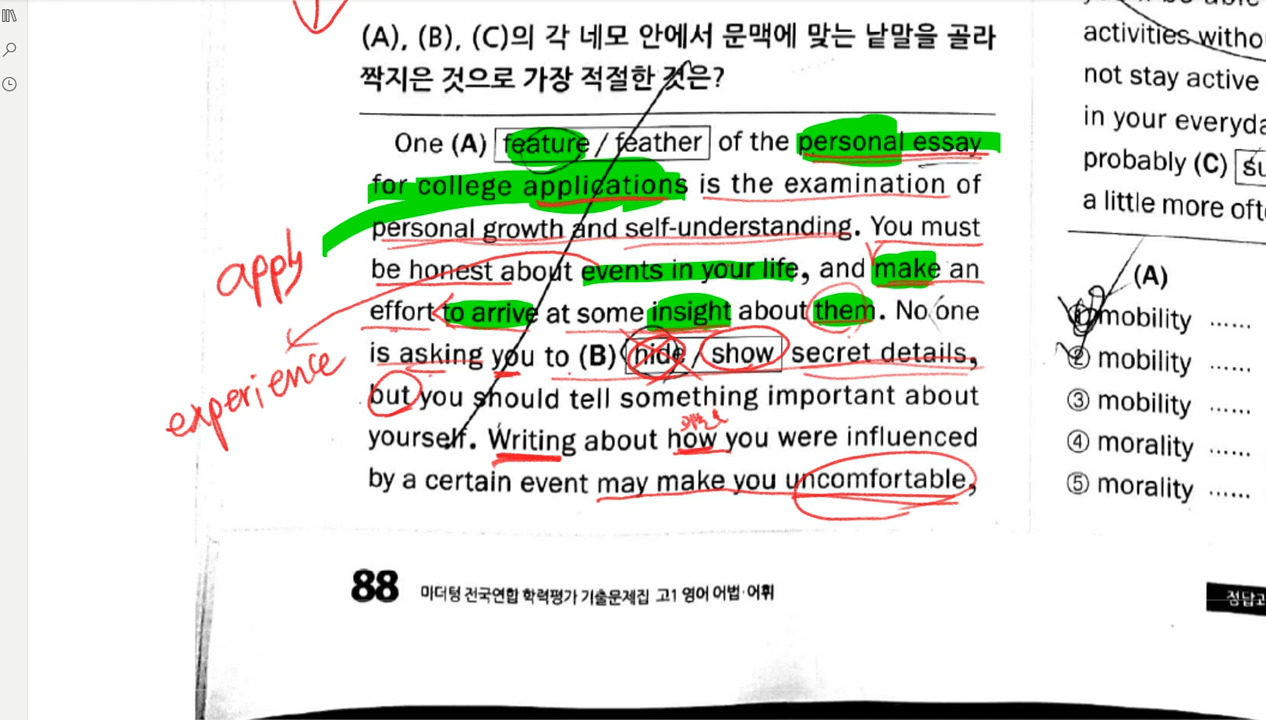 (A), (B), (C)의 각 네모 안에서 문맥에 맞는 낱말을 골라
짝지은 것으로 가장 적절한 것은?
One (A) feature / feather of the personal essay
for college applications is the examination of
personal growth and self-understanding. You must
be honest about events in your life, and make an
effort to arrive at some insight about them. No one
is asking you to (B) hide / show secret details,
but you should tell something important about
yourself. Writing about how you were influenced
by a certain event may make you uncomfortable,
apply
experience
88 마더텅 전국연합 학력평가 기출문제집 고1 영어 어법·어휘
activities
not stay active
in your
probably (C)
a little more
(A)
① mobility ……
② mobility ……
③ mobility ……
④ morality ……
⑤ morality ……